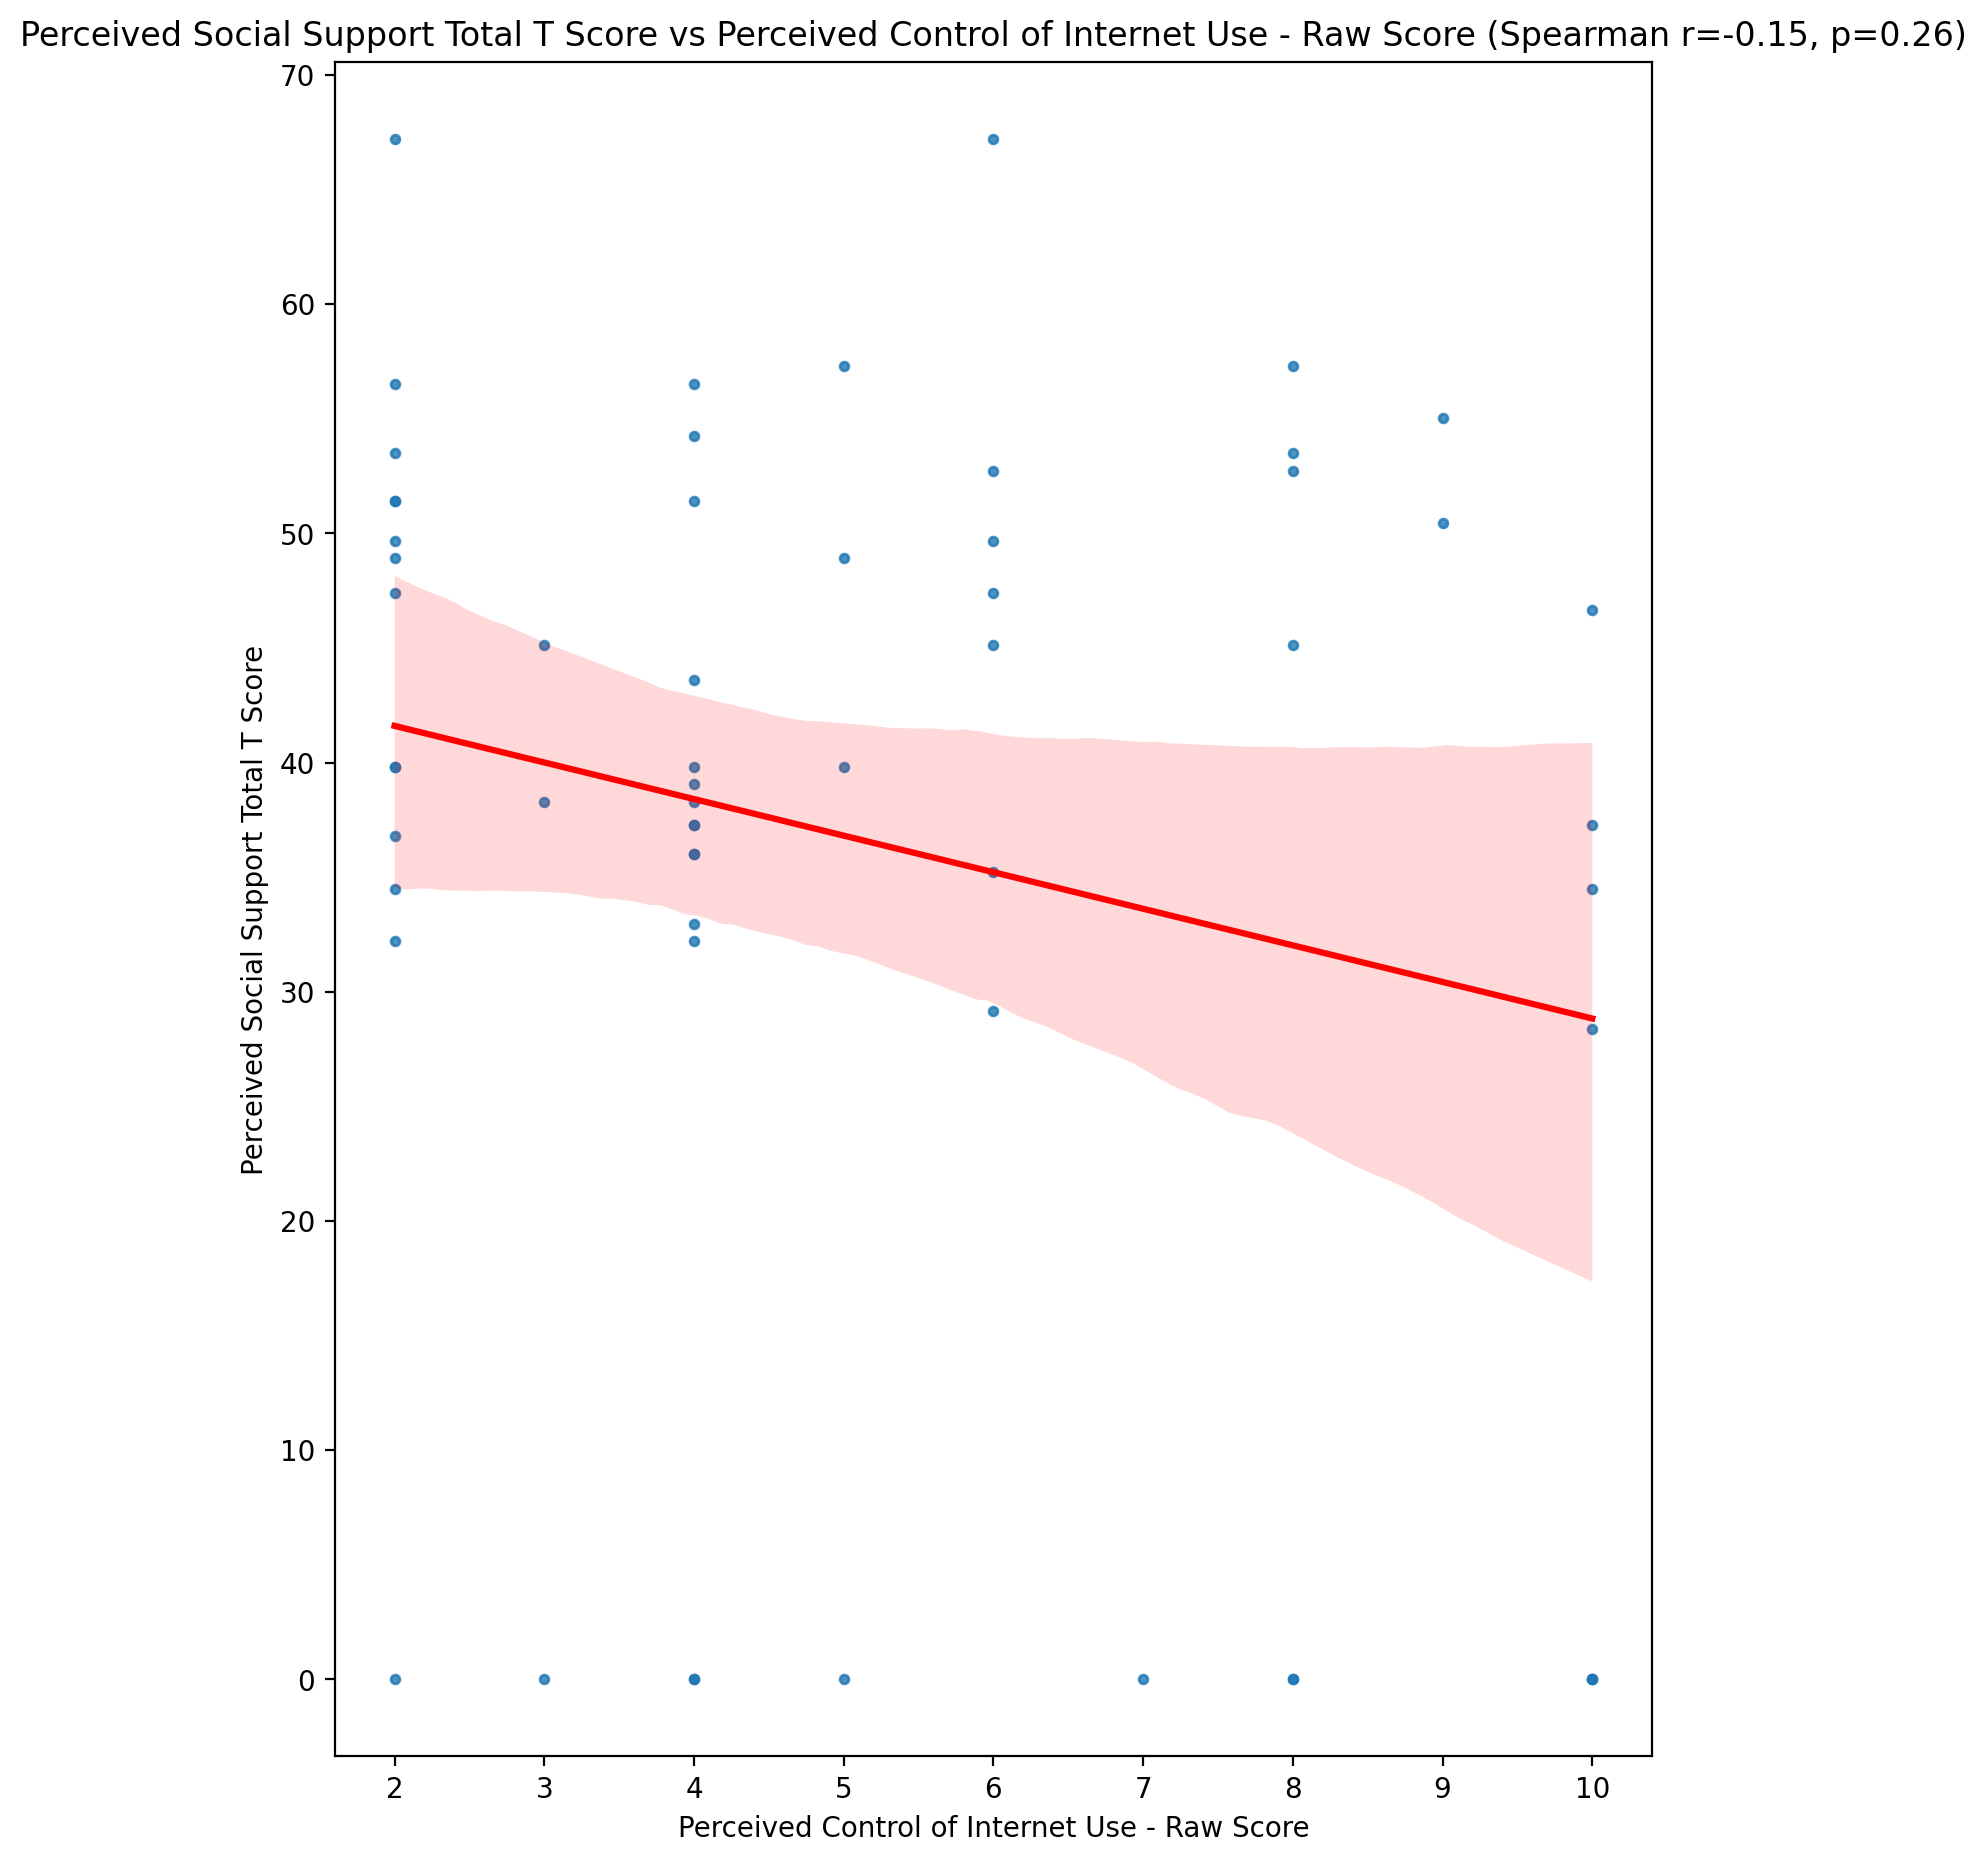 Perceived Social Support Total T Score vs Perceived Control of Internet Use - Raw Score (Spearman r=-0.15, p=0.26)
70
60
50
40
30
20
10
0
Perceived Social Support Total T Score
2 3 4 5 6 7 8 9 10
Perceived Control of Internet Use - Raw Score